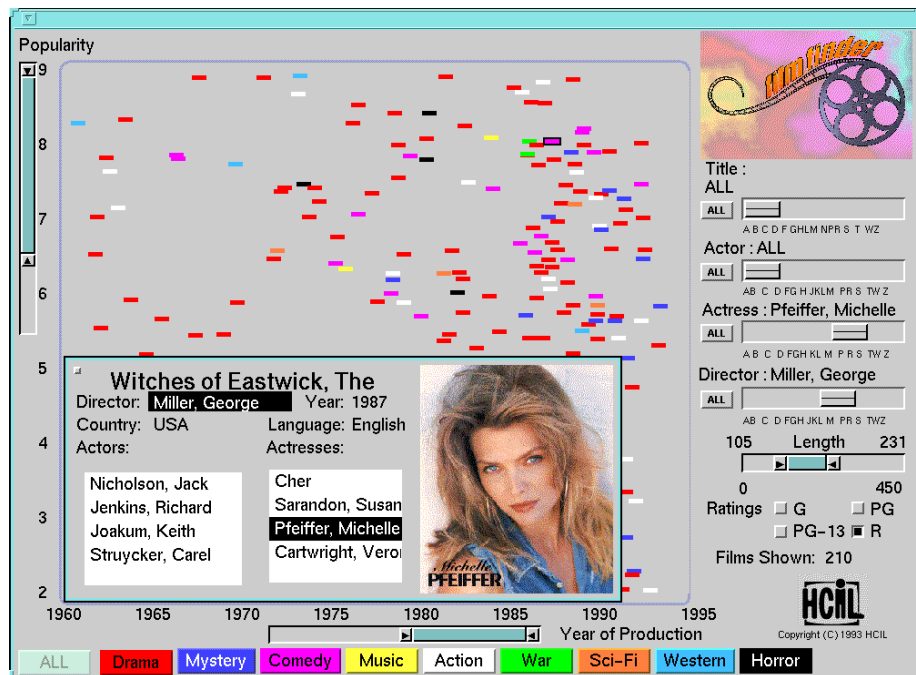 Popularity
film finder
9
8
7
6
5
4
3
2
1960 1965 1970 1975 1980 1985 1990 1995
Year of Production
Title :
ALL
ALL
A B C D F GHLM NPR S T WZ
Actor : ALL
ALL
AB C D FG H JKLM PR S TW Z
Actress : Pfeiffer, Michelle
ALL
AB C D FGH KL M P R S TW Z
Director : Miller, George
ALL
AB C D FGH JKL M PR S TWZ
105 Length 231
0 450
Ratings G PG
PG-13 R
Films Shown: 210
HCIL
Copyright (C) 1993 HCIL
Witches of Eastwick, The
Director: Miller, George Year: 1987
Country: USA Language: English
Actors: Actresses:
Nicholson, Jack Cher
Jenkins, Richard Sarandon, Susan
Joakum, Keith Pfeiffer, Michelle
Struycker, Carel Cartwright, Vero
Michelle
PFEIFFER
ALL Drama Mystery Comedy Music Action War Sci-Fi Western Horror